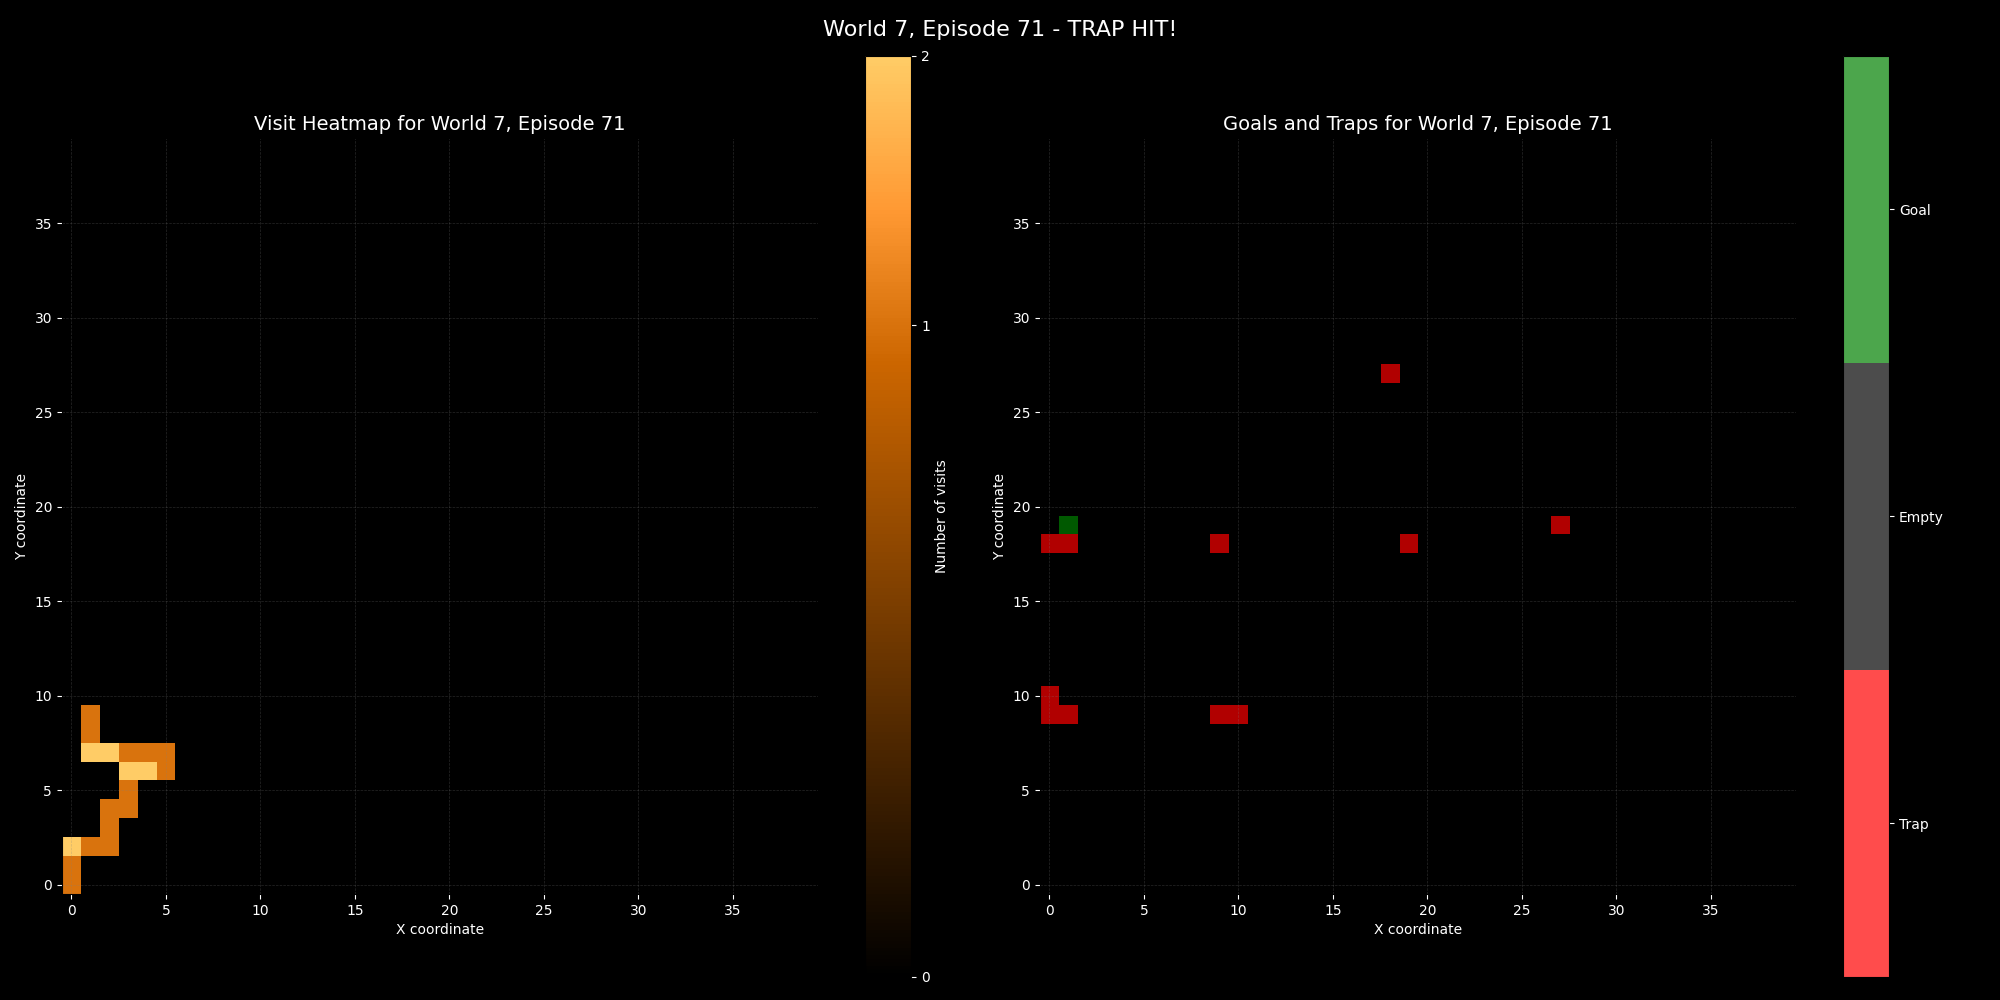 World 7, Episode 71 - TRAP HIT!
Visit Heatmap for World 7, Episode 71
35
30
25
20
15
10
5
0
Y coordinate
0 5 10 15 20 25 30 35
X coordinate
2
1
0
Number of visits
Goals and Traps for World 7, Episode 71
35
30
25
20
15
10
5
0
Y coordinate
0 5 10 15 20 25 30 35
X coordinate
Goal
Empty
Trap